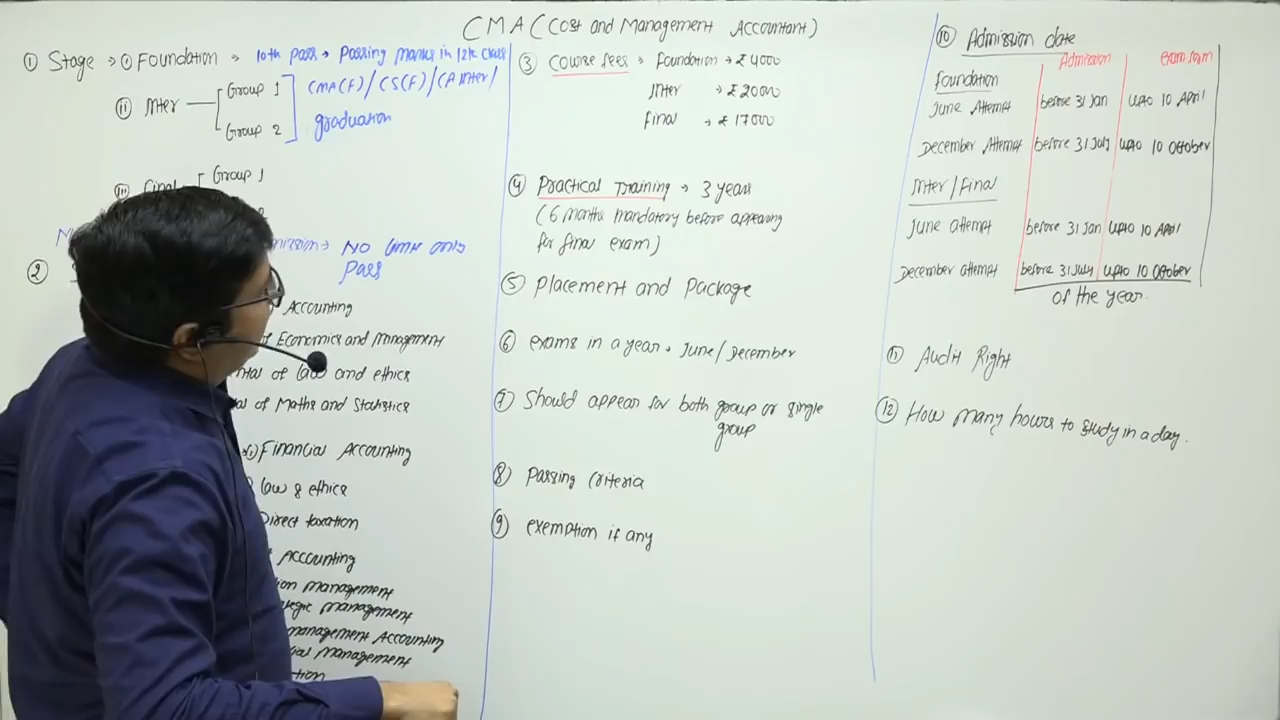 CMA (Cost and Management Accountant)
① Stage → ① Foundation → 10th pass → Passing marks in 12th class
ⅱ Inter Group 1 CMA(F)/CS(F)/CA Inter/
Group 2 graduation
ⅲ Final Group 1
NO limit only
pass
②
Accounting
Economics and Management
of law and ethics
of Maths and Statistics
① Financial Accounting
law & ethics
Direct taxation
Accounting
management
management
management Accounting
management
③ Course fees → Foundation → ₹ 4000
Inter → ₹ 20000
Final → ₹ 17000
④ Practical Training → 3 years
(6 months mandatory before appearing
for final exam)
⑤ Placement and Package
⑥ exams in a year → June/December
⑦ Should appear for both group or single
group
⑧ Passing Criteria
⑨ exemption if any
⑩ Admission date
Admission Exam form
Foundation
June Attempt before 31 Jan upto 10 April
December Attempt before 31 July upto 10 October
Inter/Final
June attempt before 31 Jan upto 10 April
December attempt before 31 July upto 10 October
of the year.
⑪ Audit Right
⑫ How many hours to study in a day.